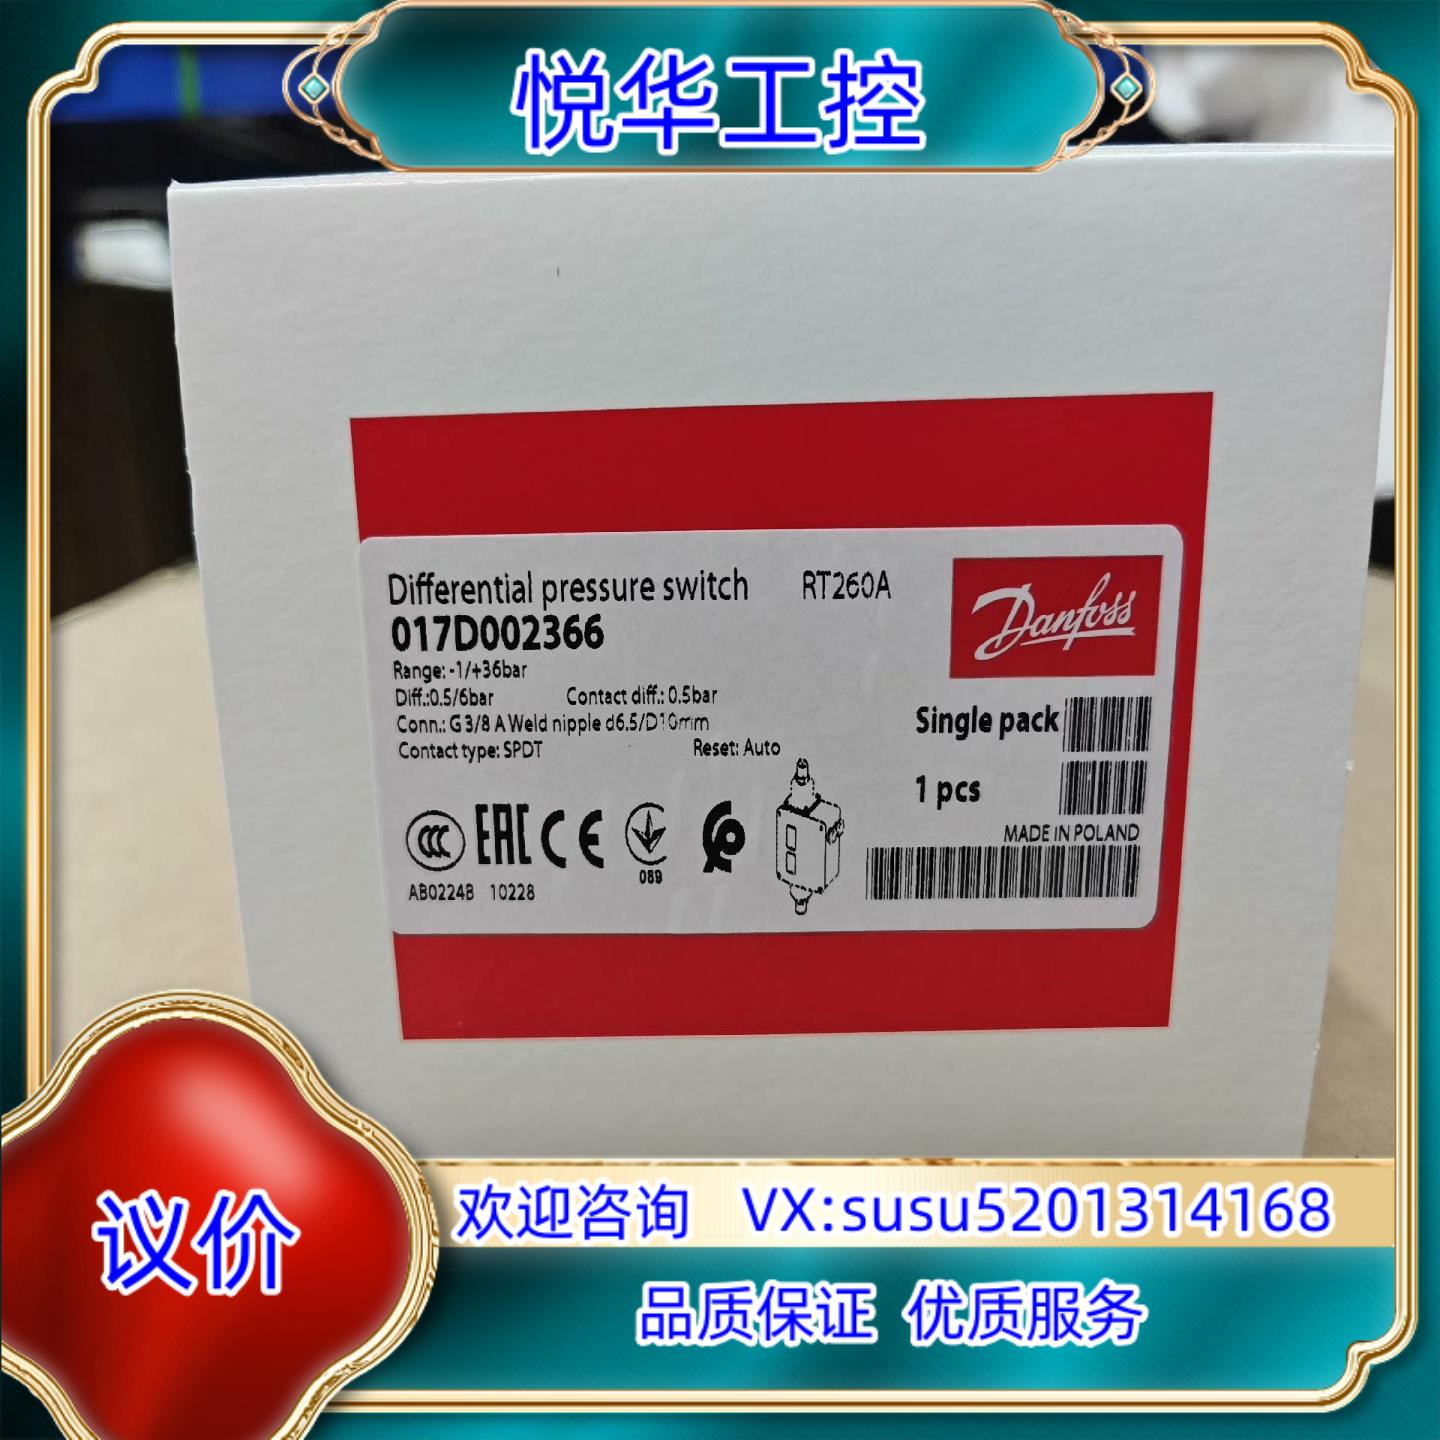 悦华工控
Differential pressure switch RT260A
017D002366
Range: -1/+36bar
Diff.:0.5/6bar Contact diff.: 0.5bar
Conn.: G 3/8 A Weld nipple d6.5/D10mm
Contact type: SPDT Reset: Auto
Danfoss
Single pack
1 pcs
MADE IN POLAND
CCC EAC CE
089
AB0224B 10228
议价
欢迎咨询 VX:susu5201314168
品质保证 优质服务